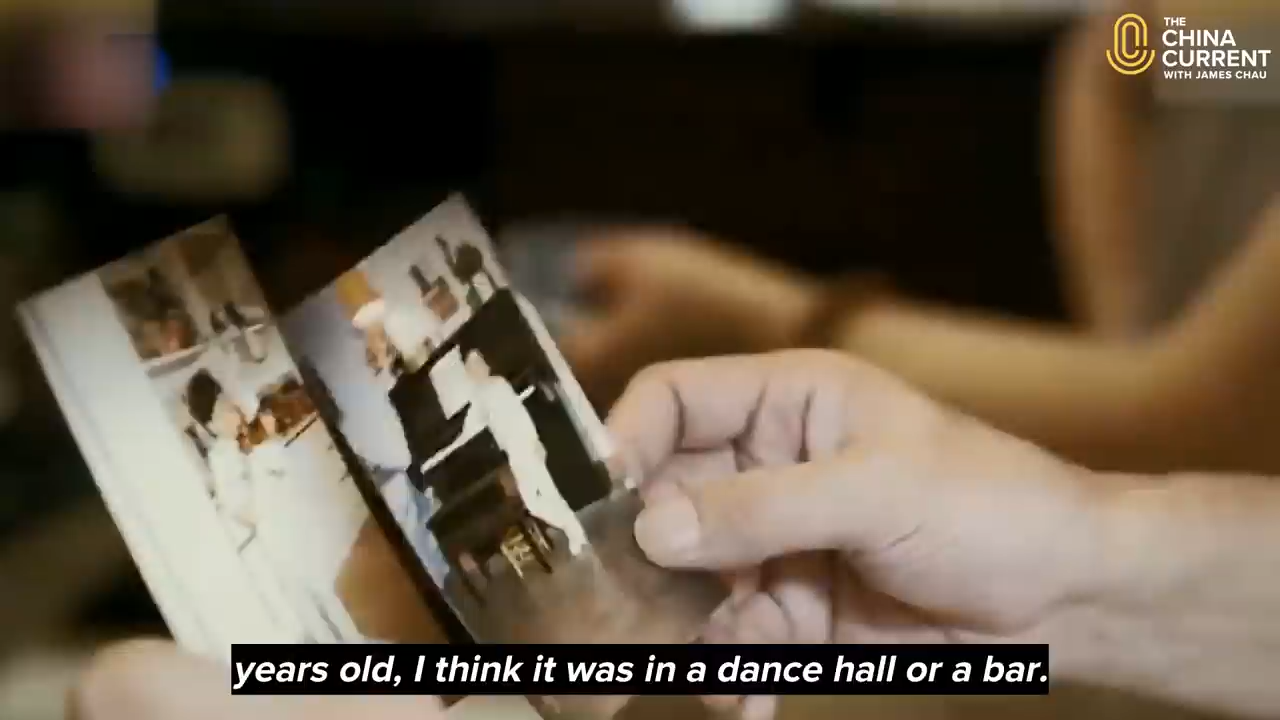 THE
CHINA
CURRENT
WITH JAMES CHAU
years old, I think it was in a dance hall or a bar.